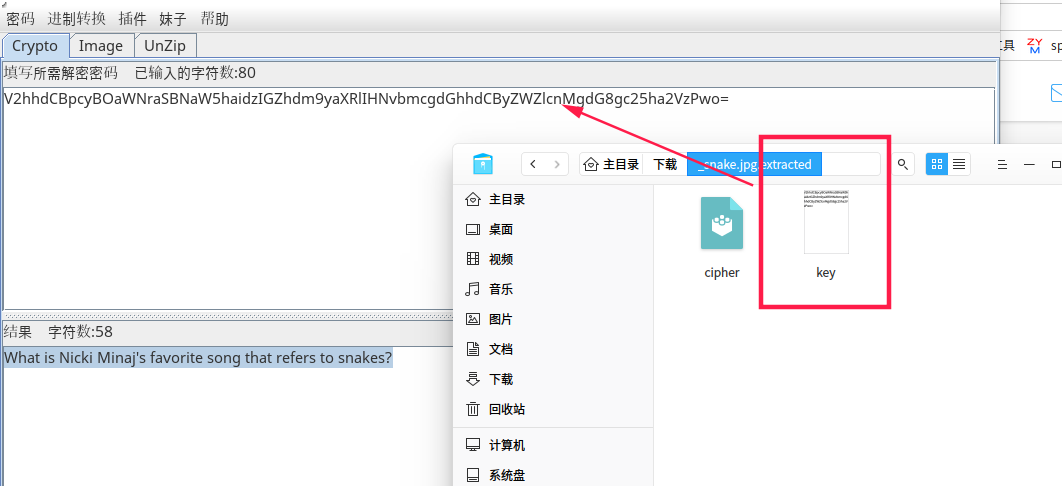 密码 进制转换 插件 妹子 帮助
Crypto Image UnZip
填写所需解密密码 已输入的字符数:80
V2hhdCBpcyBOaWNraSBNaW5haidzIGZhdm9yaXRlIHNvbmcgdGhhdCByZWZlcnMgdG8gc25ha2VzPwo=
结果 字符数:58
What is Nicki Minaj's favorite song that refers to snakes?
工具 ZY M sp
主目录 下载 _snake.jpg.extracted
主目录
桌面
视频
音乐
图片
文档
下载
回收站
计算机
系统盘
cipher key